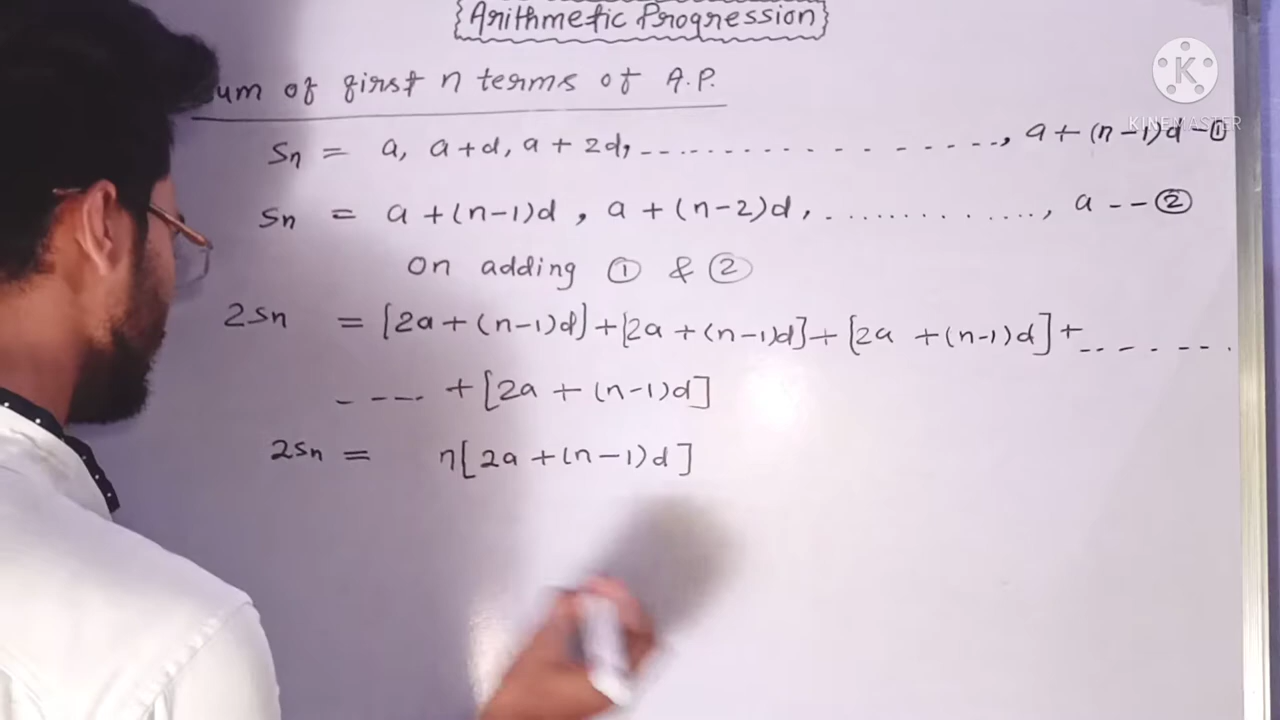 {Arithmetic Progression}
um of first n terms of A.P.
Sn = a, a+d, a + 2d, ---------------, a + (n-1)d-①
Sn = a + (n-1)d , a + (n-2)d, ............., a --②
On adding ① & ②
2Sn = [2a + (n-1)d] + [2a + (n-1)d] + [2a + (n-1)d] + ------
---- + [2a + (n-1)d]
2Sn = n[2a + (n-1)d]
K
KINEMASTER